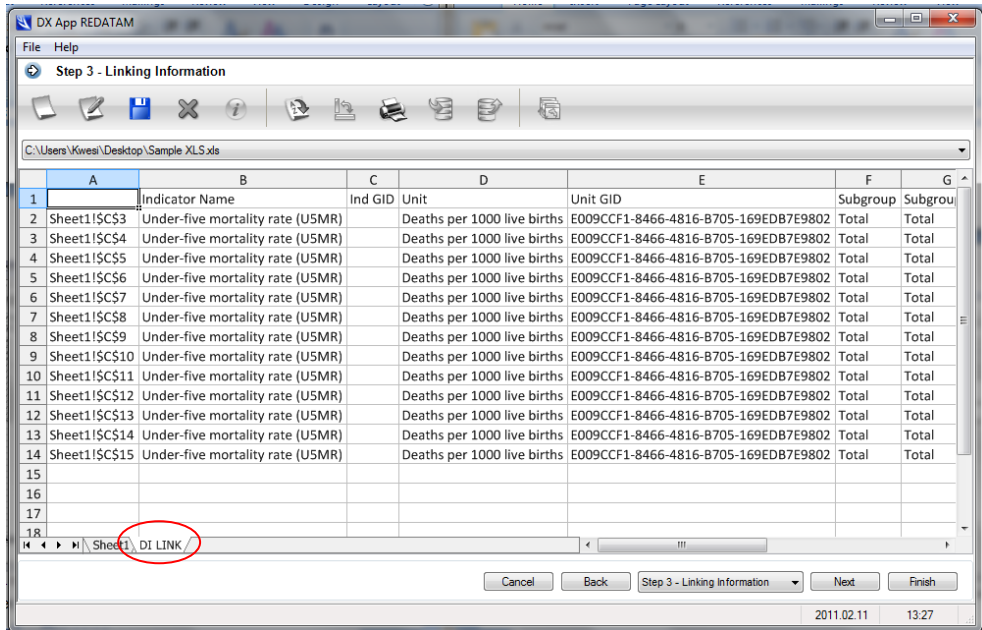 DX App REDATAM
File Help
Step 3 - Linking Information
C:\Users\Kwesi\Desktop\Sample XLS.xls
A B C D E F G
1 Indicator Name Ind GID Unit Unit GID Subgroup Subgrou
2 Sheet1!$C$3 Under-five mortality rate (U5MR) Deaths per 1000 live births E009CCF1-8466-4816-B705-169EDB7E9802 Total Total
3 Sheet1!$C$4 Under-five mortality rate (U5MR) Deaths per 1000 live births E009CCF1-8466-4816-B705-169EDB7E9802 Total Total
4 Sheet1!$C$5 Under-five mortality rate (U5MR) Deaths per 1000 live births E009CCF1-8466-4816-B705-169EDB7E9802 Total Total
5 Sheet1!$C$6 Under-five mortality rate (U5MR) Deaths per 1000 live births E009CCF1-8466-4816-B705-169EDB7E9802 Total Total
6 Sheet1!$C$7 Under-five mortality rate (U5MR) Deaths per 1000 live births E009CCF1-8466-4816-B705-169EDB7E9802 Total Total
7 Sheet1!$C$8 Under-five mortality rate (U5MR) Deaths per 1000 live births E009CCF1-8466-4816-B705-169EDB7E9802 Total Total
8 Sheet1!$C$9 Under-five mortality rate (U5MR) Deaths per 1000 live births E009CCF1-8466-4816-B705-169EDB7E9802 Total Total
9 Sheet1!$C$10 Under-five mortality rate (U5MR) Deaths per 1000 live births E009CCF1-8466-4816-B705-169EDB7E9802 Total Total
10 Sheet1!$C$11 Under-five mortality rate (U5MR) Deaths per 1000 live births E009CCF1-8466-4816-B705-169EDB7E9802 Total Total
11 Sheet1!$C$12 Under-five mortality rate (U5MR) Deaths per 1000 live births E009CCF1-8466-4816-B705-169EDB7E9802 Total Total
12 Sheet1!$C$13 Under-five mortality rate (U5MR) Deaths per 1000 live births E009CCF1-8466-4816-B705-169EDB7E9802 Total Total
13 Sheet1!$C$14 Under-five mortality rate (U5MR) Deaths per 1000 live births E009CCF1-8466-4816-B705-169EDB7E9802 Total Total
14 Sheet1!$C$15 Under-five mortality rate (U5MR) Deaths per 1000 live births E009CCF1-8466-4816-B705-169EDB7E9802 Total Total
15
16
17
18
Sheet1 DI LINK
Cancel Back Step 3 - Linking Information Next Finish
2011.02.11 13:27